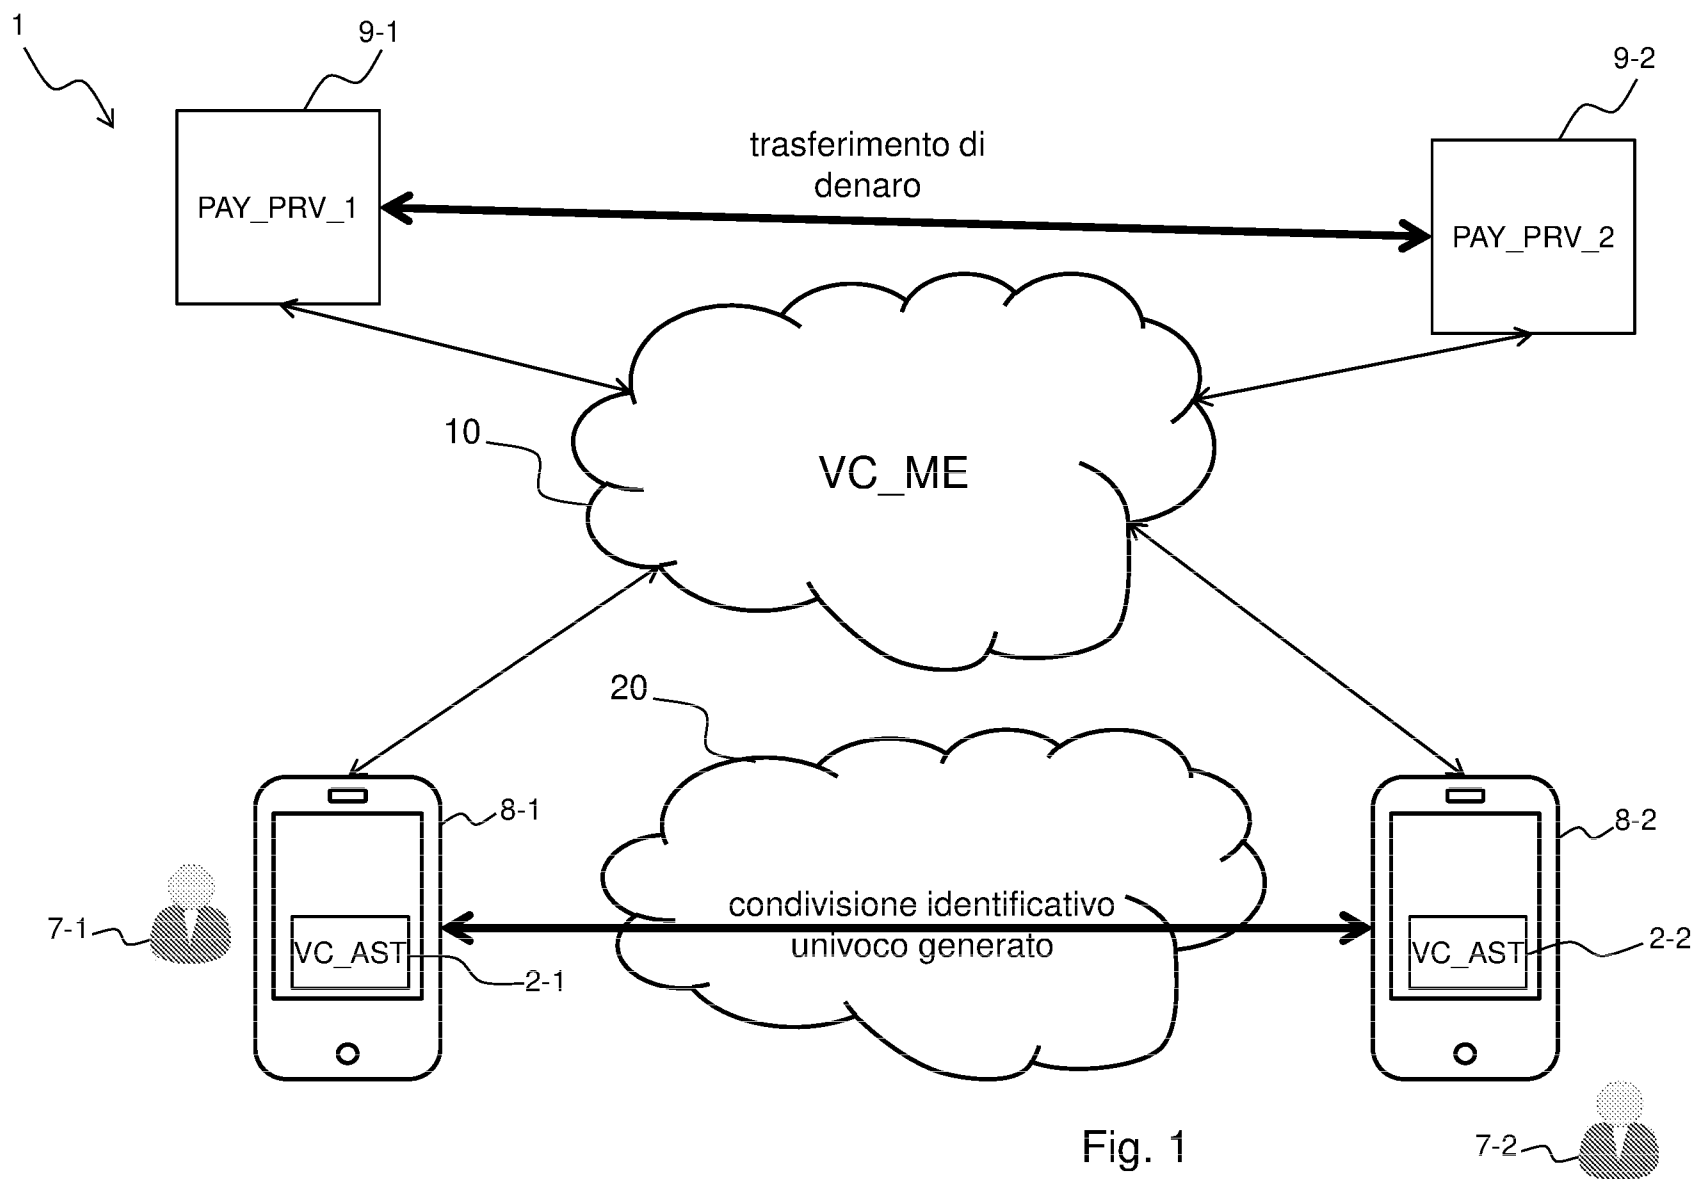 1
9-1
9-2
trasferimento di
denaro
PAY_PRV_1
PAY_PRV_2
10
VC_ME
20
8-1
8-2
7-1
condivisione identificativo
univoco generato
VC_AST
2-1
VC_AST
2-2
Fig. 1
7-2